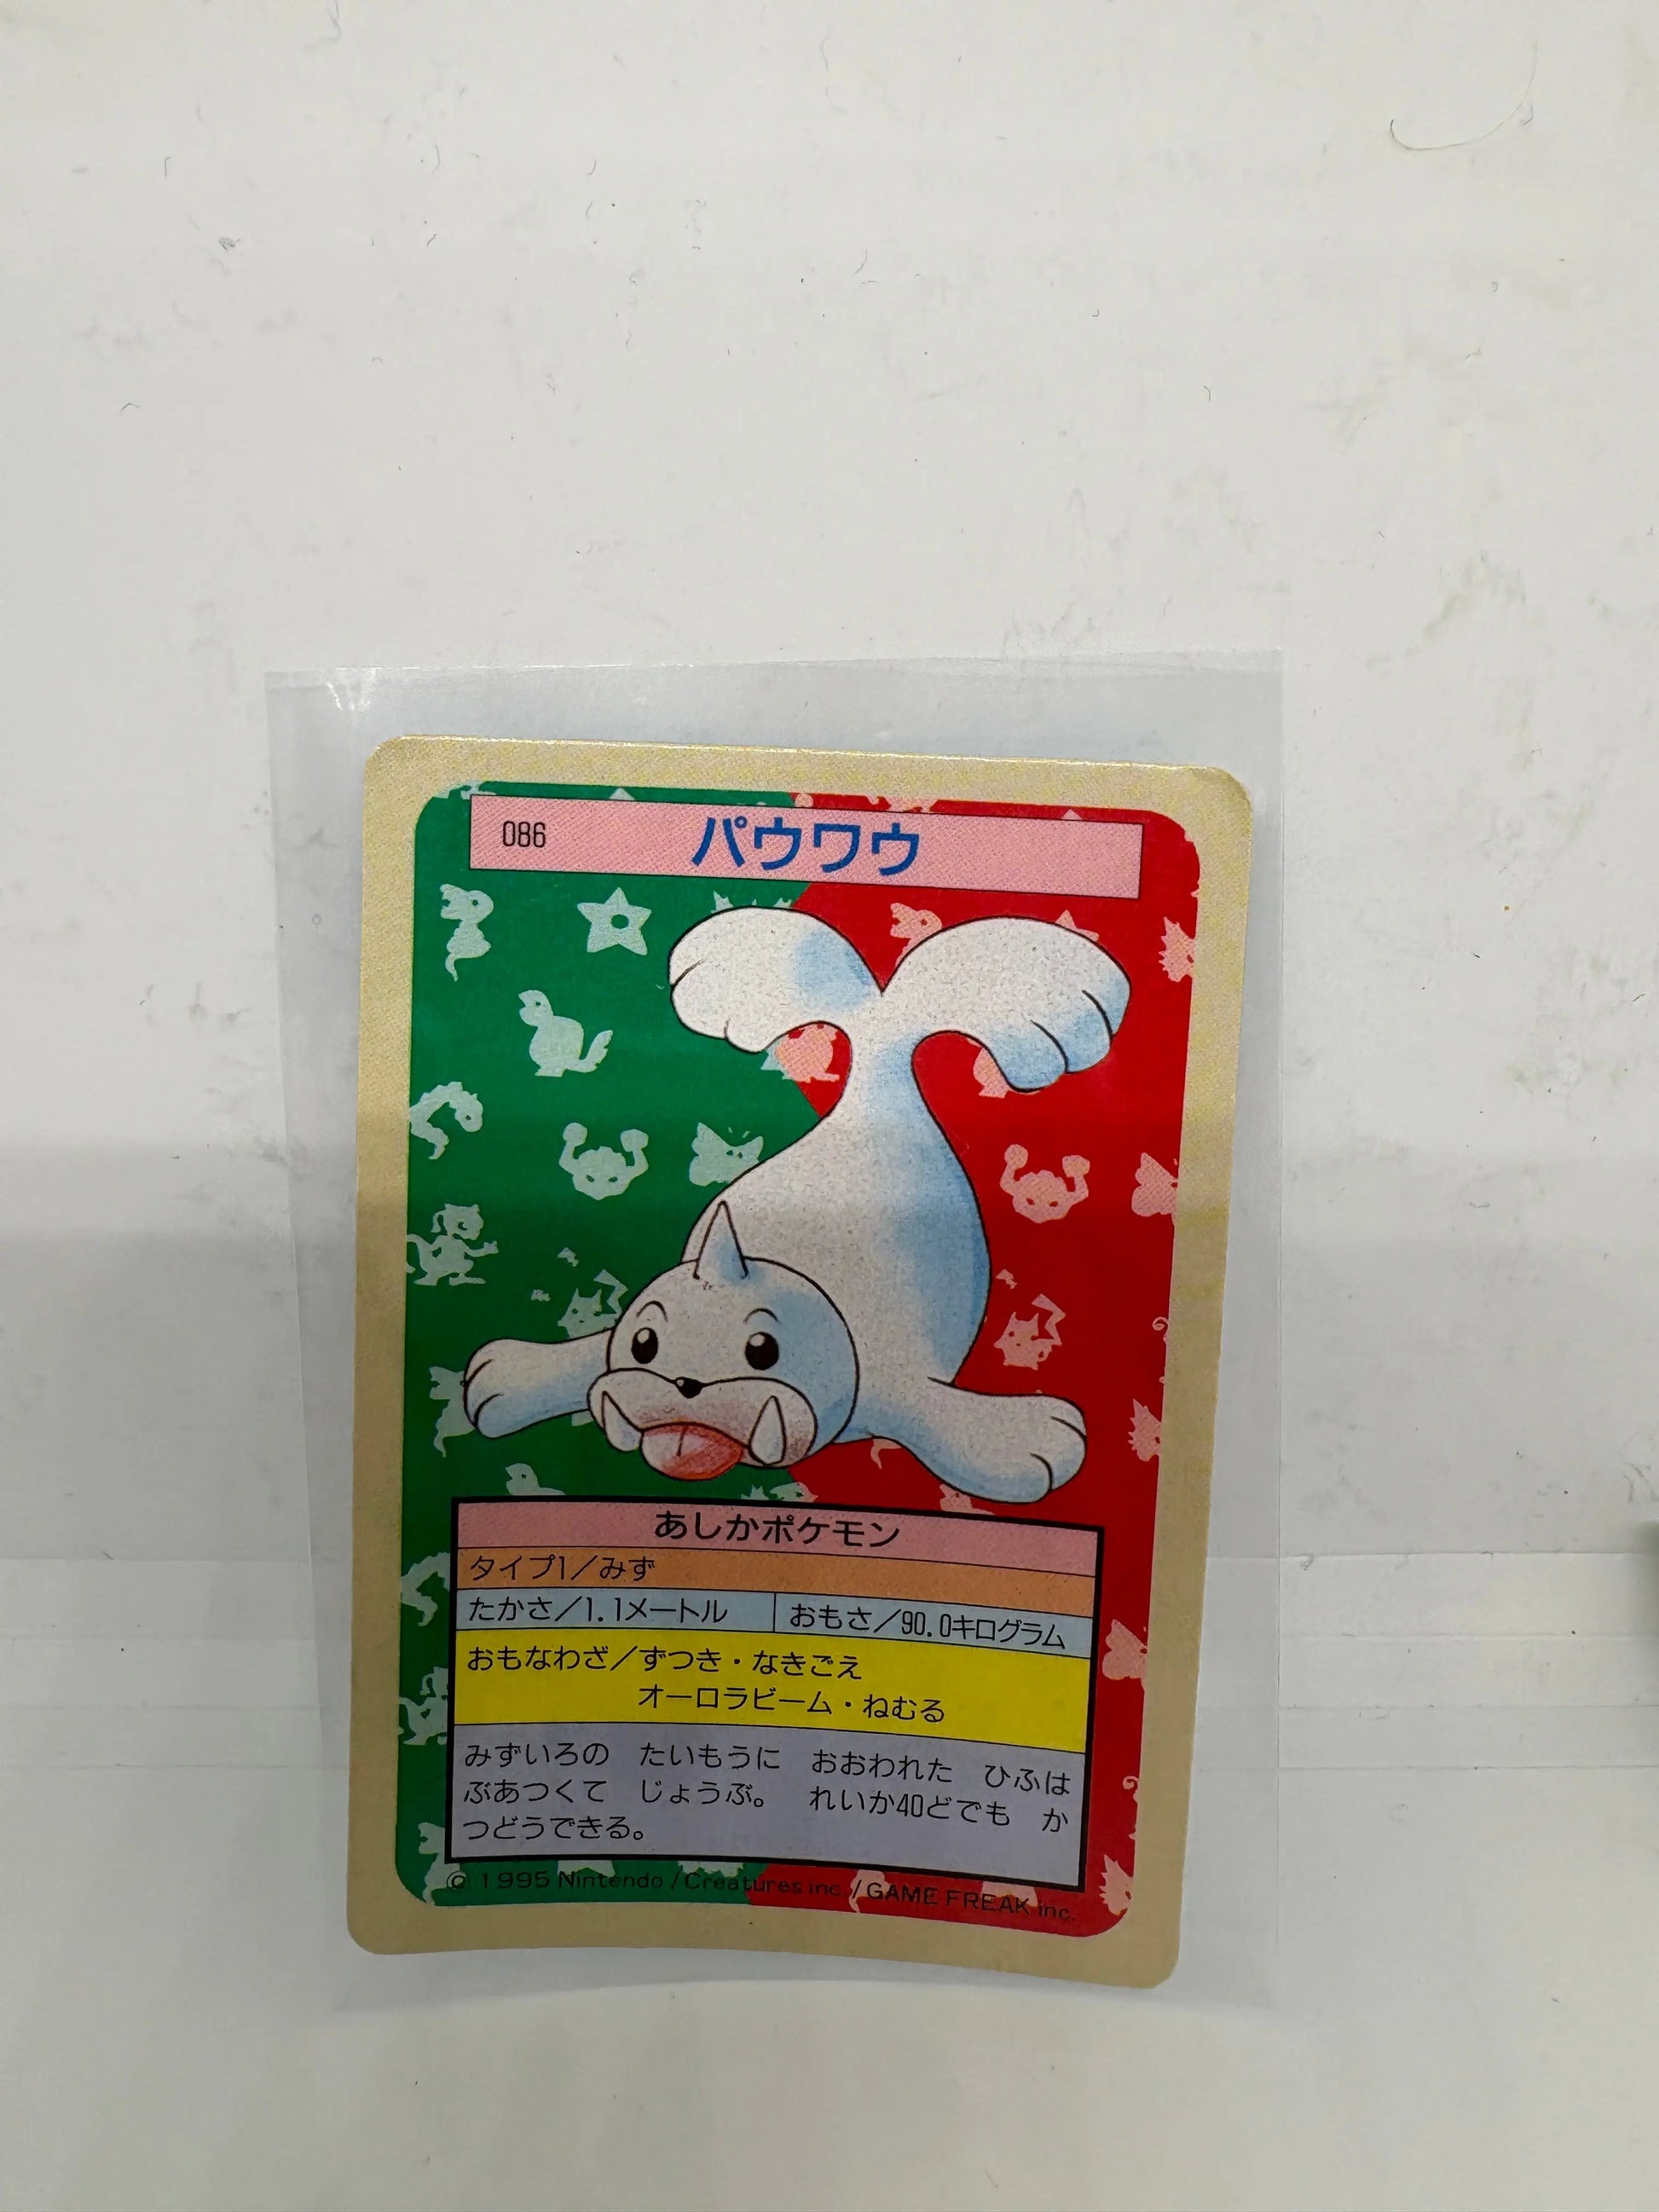 086 パウワウ
あしかポケモン
タイプ1／みず
たかさ／1.1メートル おもさ／90.0キログラム
おもなわざ／ずつき・なきごえ
オーロラビーム・ねむる
みずいろの　たいもうに　おおわれた　ひふは
ぶあつくて　じょうぶ。　れいか40どでも　か
つどうできる。
© 1995 Nintendo / Creatures inc. / GAME FREAK inc.